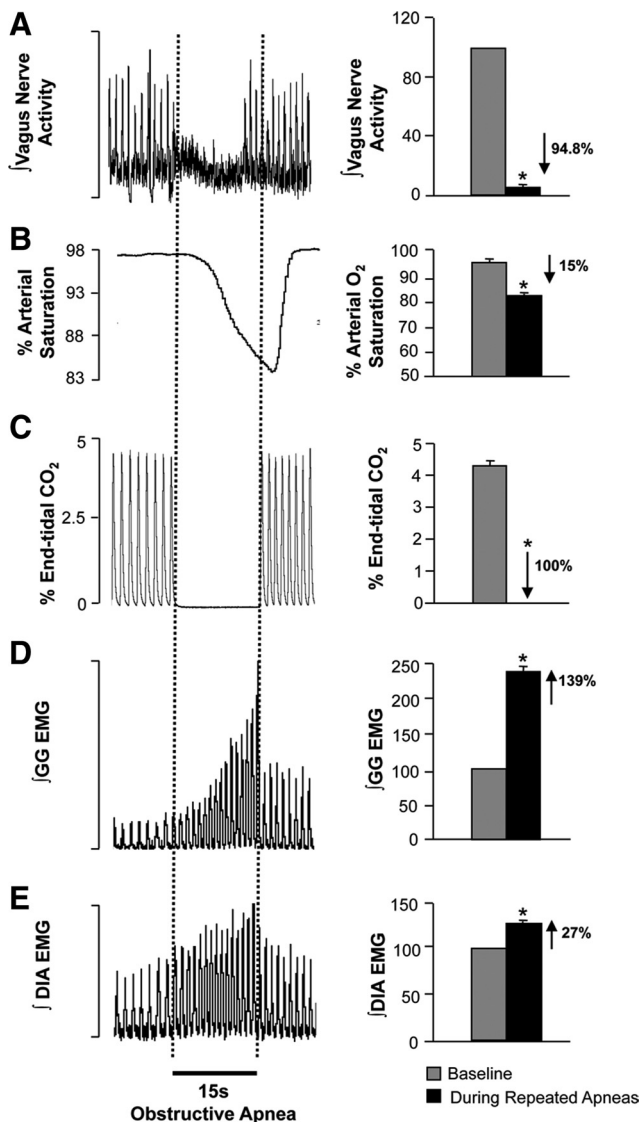 A
∫Vagus Nerve
Activity
∫Vagus Nerve
Activity
120
80
40
0
*
94.8%
B
% Arterial
Saturation
98
93
88
83
% Arterial O2
Saturation
100
90
80
70
60
50
*
15%
C
% End-tidal CO2
5
2.5
0
% End-tidal CO2
5
4
3
2
1
0
*
100%
D
∫GG EMG
∫GG EMG
250
200
150
100
50
0
*
139%
E
∫DIA EMG
∫DIA EMG
150
100
50
0
*
27%
15s
Obstructive Apnea
Baseline
During Repeated Apneas